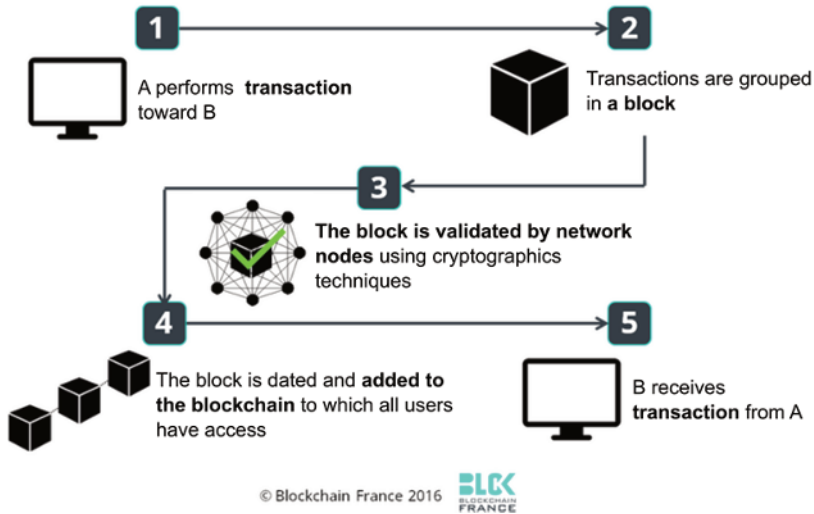 1
2
A performs transaction
toward B
Transactions are grouped
in a block
3
The block is validated by network
nodes using cryptographics
techniques
4
5
The block is dated and added to
the blockchain to which all users
have access
B receives
transaction from A
© Blockchain France 2016
BLCK
BLOCKCHAIN
FRANCE